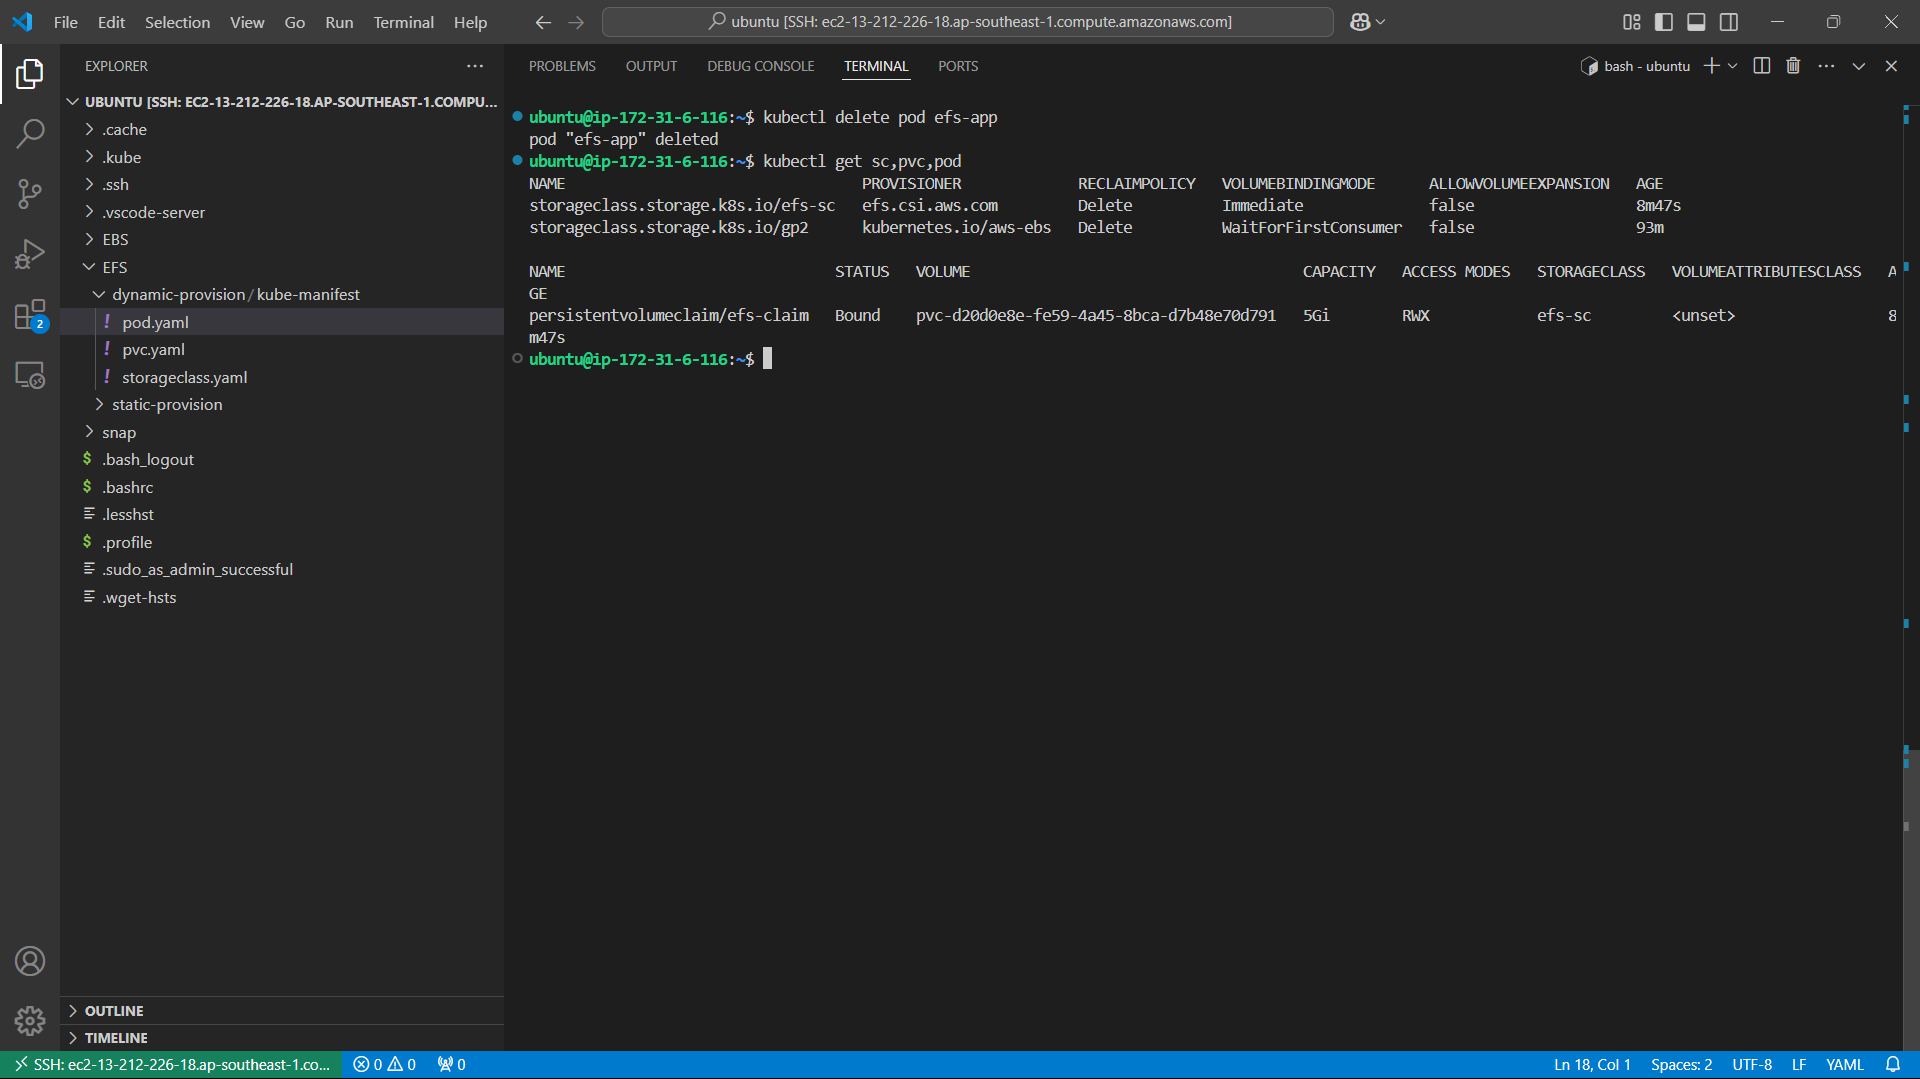 File Edit Selection View Go Run Terminal Help
ubuntu [SSH: ec2-13-212-226-18.ap-southeast-1.compute.amazonaws.com]
EXPLORER
UBUNTU [SSH: EC2-13-212-226-18.AP-SOUTHEAST-1.COMPU...
.cache
.kube
.ssh
.vscode-server
EBS
EFS
dynamic-provision/kube-manifest
! pod.yaml
! pvc.yaml
! storageclass.yaml
static-provision
snap
$ .bash_logout
$ .bashrc
.lesshst
$ .profile
.sudo_as_admin_successful
.wget-hsts
OUTLINE
TIMELINE
2
PROBLEMS OUTPUT DEBUG CONSOLE TERMINAL PORTS
bash - ubuntu
ubuntu@ip-172-31-6-116:~$ kubectl delete pod efs-app
pod "efs-app" deleted
ubuntu@ip-172-31-6-116:~$ kubectl get sc,pvc,pod
NAME PROVISIONER RECLAIMPOLICY VOLUMEBINDINGMODE ALLOWVOLUMEEXPANSION AGE
storageclass.storage.k8s.io/efs-sc efs.csi.aws.com Delete Immediate false 8m47s
storageclass.storage.k8s.io/gp2 kubernetes.io/aws-ebs Delete WaitForFirstConsumer false 93m
NAME STATUS VOLUME CAPACITY ACCESS MODES STORAGECLASS VOLUMEATTRIBUTESCLASS A
GE
persistentvolumeclaim/efs-claim Bound pvc-d20d0e8e-fe59-4a45-8bca-d7b48e70d791 5Gi RWX efs-sc <unset> 8
m47s
ubuntu@ip-172-31-6-116:~$
SSH: ec2-13-212-226-18.ap-southeast-1.co... 0 0 0 Ln 18, Col 1 Spaces: 2 UTF-8 LF YAML